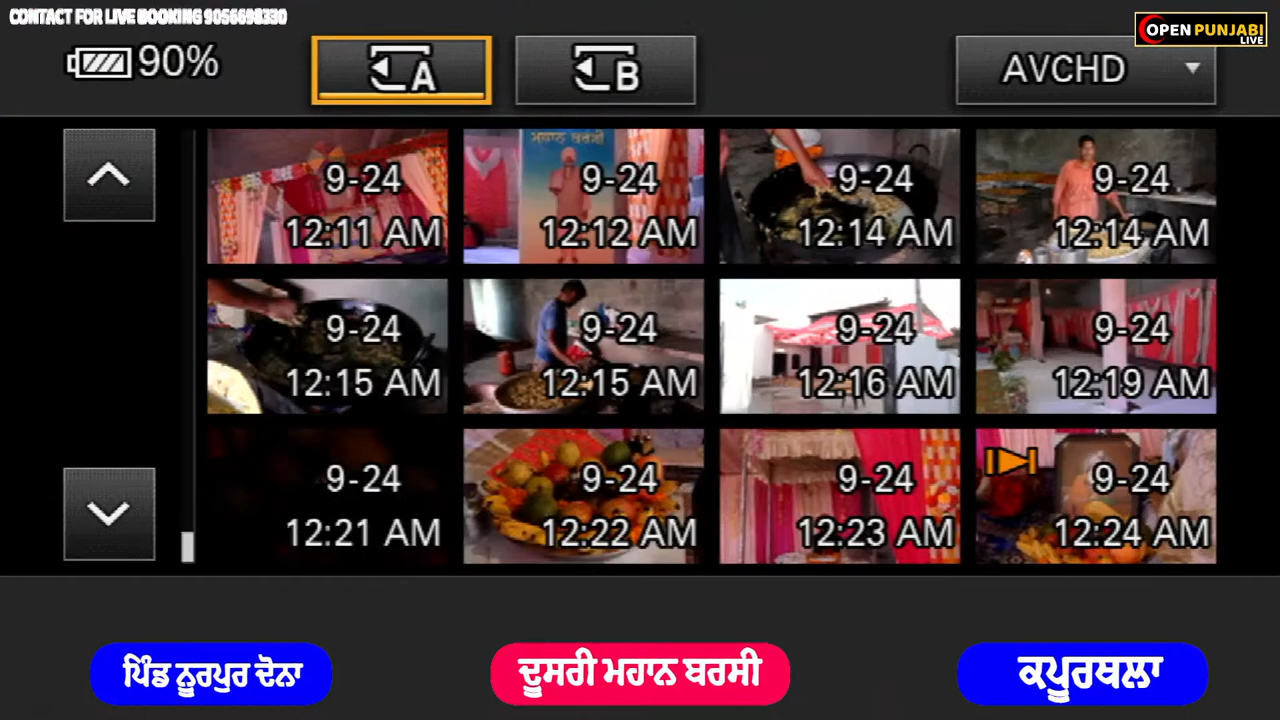 CONTACT FOR LIVE BOOKING 9056698330
OPEN PUNJABI
LIVE
90%
A
B
AVCHD
9-24
12:11 AM
ਮਹਾਨ ਬਰਸੀ
9-24
12:12 AM
9-24
12:14 AM
9-24
12:14 AM
9-24
12:15 AM
9-24
12:15 AM
9-24
12:16 AM
9-24
12:19 AM
9-24
12:21 AM
9-24
12:22 AM
9-24
12:23 AM
9-24
12:24 AM
ਪਿੰਡ ਨੂਰਪੁਰ ਦੋਨਾ
ਦੂਸਰੀ ਮਹਾਨ ਬਰਸੀ
ਕਪੂਰਥਲਾ